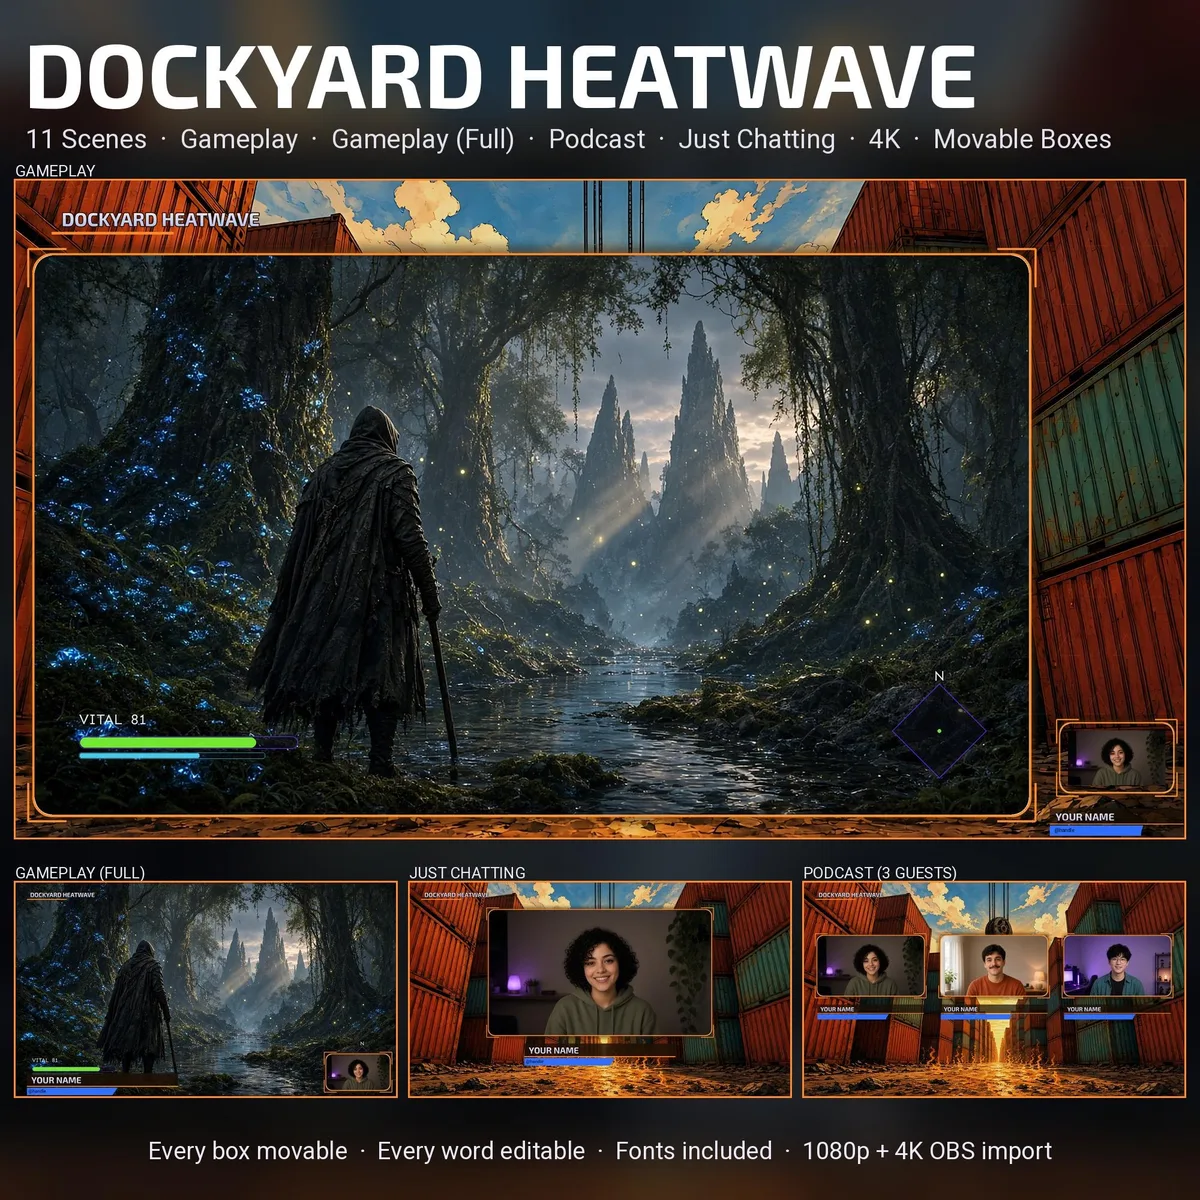 DOCKYARD HEATWAVE
11 Scenes · Gameplay · Gameplay (Full) · Podcast · Just Chatting · 4K · Movable Boxes
GAMEPLAY
DOCKYARD HEATWAVE
N
VITAL 81
YOUR NAME
@handle
GAMEPLAY (FULL)
JUST CHATTING
PODCAST (3 GUESTS)
DOCKYARD HEATWAVE
DOCKYARD HEATWAVE
DOCKYARD HEATWAVE
N
VITAL 81
YOUR NAME
@handle
YOUR NAME
@handle
YOUR NAME
YOUR NAME
YOUR NAME
Every box movable · Every word editable · Fonts included · 1080p + 4K OBS import